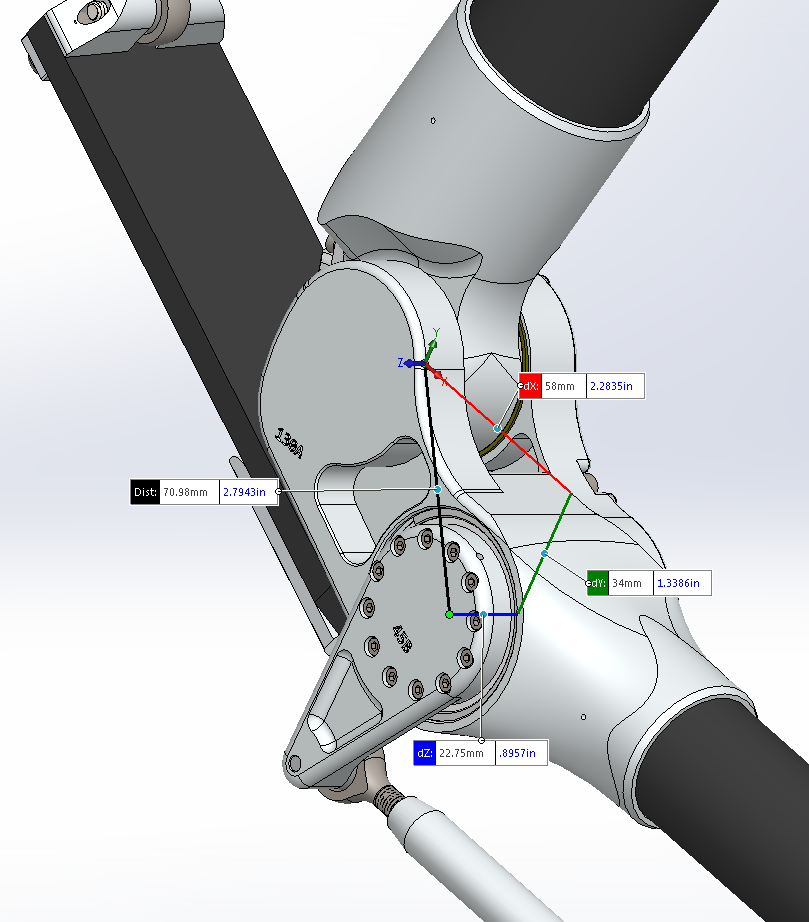 Y
Z
X
dX: 58mm 2.2835in
138A
Dist: 70.98mm 2.7943in
dY: 34mm 1.3386in
45B
dZ: 22.75mm .8957in